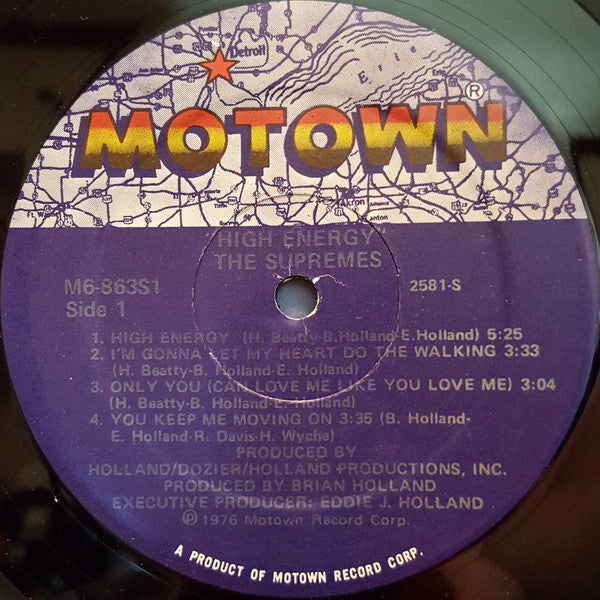 Detroit
Erie
MOTOWN®
Akron
Canton
"HIGH ENERGY"
THE SUPREMES
M6-863S1
2581-S
Side 1
1. HIGH ENERGY (H. Beatty-B. Holland-E. Holland) 5:25
2. I'M GONNA LET MY HEART DO THE WALKING 3:33
(H. Beatty-B. Holland-E. Holland)
3. ONLY YOU (CAN LOVE ME LIKE YOU LOVE ME) 3:04
(H. Beatty-B. Holland-E. Holland)
4. YOU KEEP ME MOVING ON 3:35 (B. Holland-
E. Holland-R. Davis-H. Wyche)
PRODUCED BY
HOLLAND/DOZIER/HOLLAND PRODUCTIONS, INC.
PRODUCED BY BRIAN HOLLAND
EXECUTIVE PRODUCER: EDDIE J. HOLLAND
℗ 1976 Motown Record Corp.
A PRODUCT OF MOTOWN RECORD CORP.